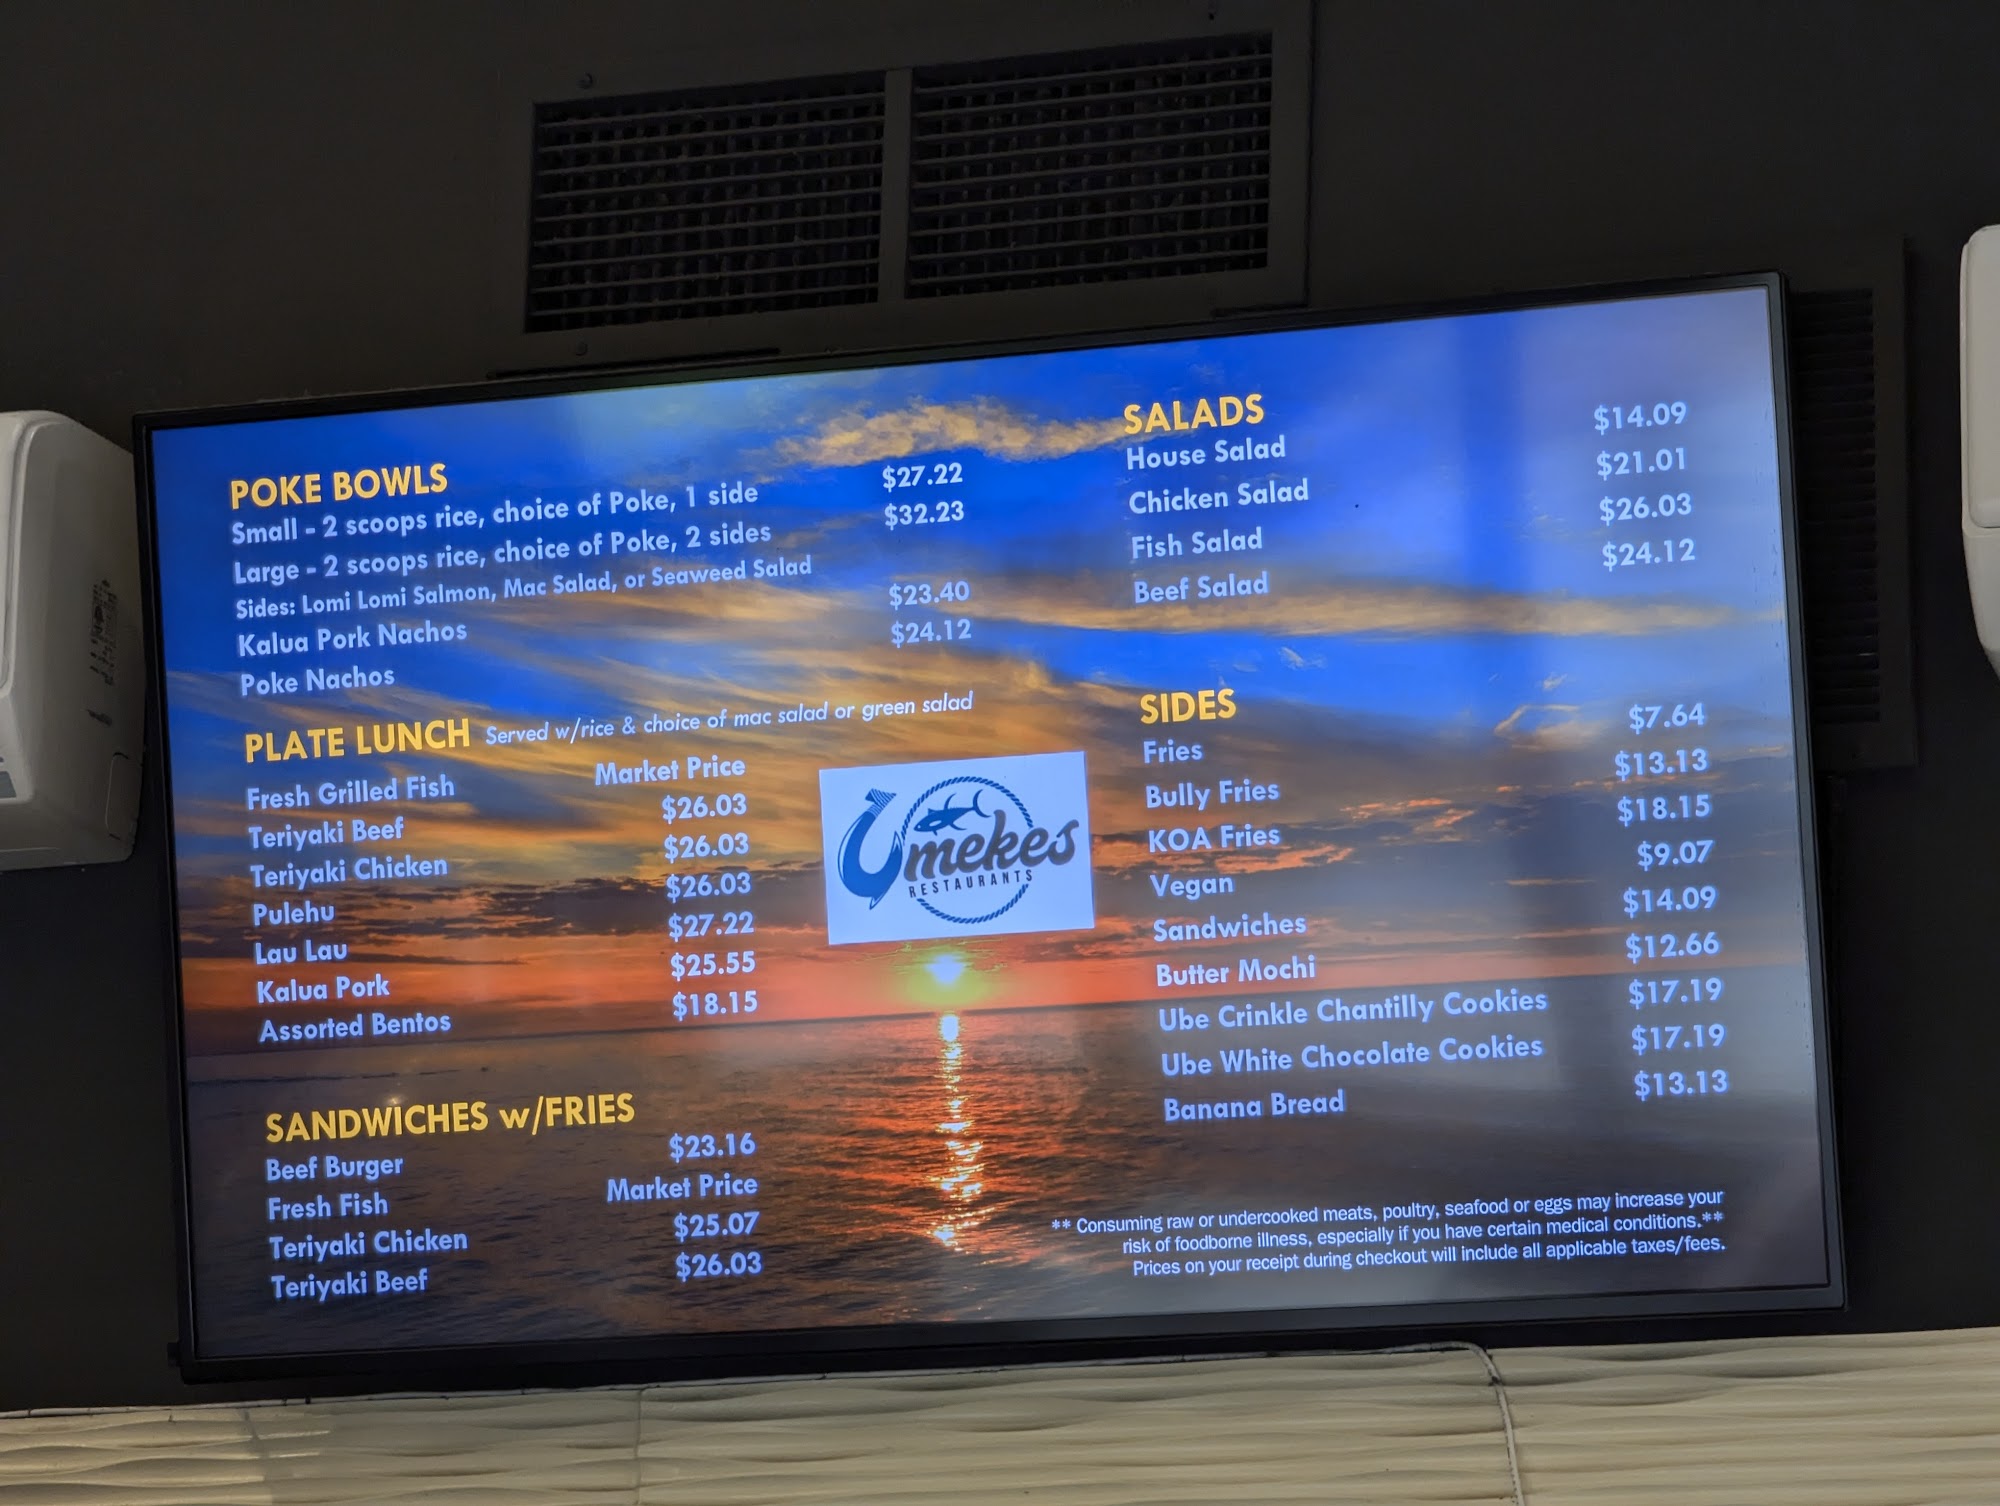 POKE BOWLS
Small - 2 scoops rice, choice of Poke, 1 side $27.22
Large - 2 scoops rice, choice of Poke, 2 sides $32.23
Sides: Lomi Lomi Salmon, Mac Salad, or Seaweed Salad
Kalua Pork Nachos $23.40
Poke Nachos $24.12
PLATE LUNCH Served w/rice & choice of mac salad or green salad
Fresh Grilled Fish Market Price
Teriyaki Beef $26.03
Teriyaki Chicken $26.03
Pulehu $26.03
Lau Lau $27.22
Kalua Pork $25.55
Assorted Bentos $18.15
SANDWICHES w/FRIES
Beef Burger $23.16
Fresh Fish Market Price
Teriyaki Chicken $25.07
Teriyaki Beef $26.03
Umekes
RESTAURANTS
SALADS
House Salad $14.09
Chicken Salad $21.01
Fish Salad $26.03
Beef Salad $24.12
SIDES
Fries $7.64
Bully Fries $13.13
KOA Fries $18.15
Vegan $9.07
Sandwiches $14.09
Butter Mochi $12.66
Ube Crinkle Chantilly Cookies $17.19
Ube White Chocolate Cookies $17.19
Banana Bread $13.13
** Consuming raw or undercooked meats, poultry, seafood or eggs may increase your
risk of foodborne illness, especially if you have certain medical conditions.**
Prices on your receipt during checkout will include all applicable taxes/fees.